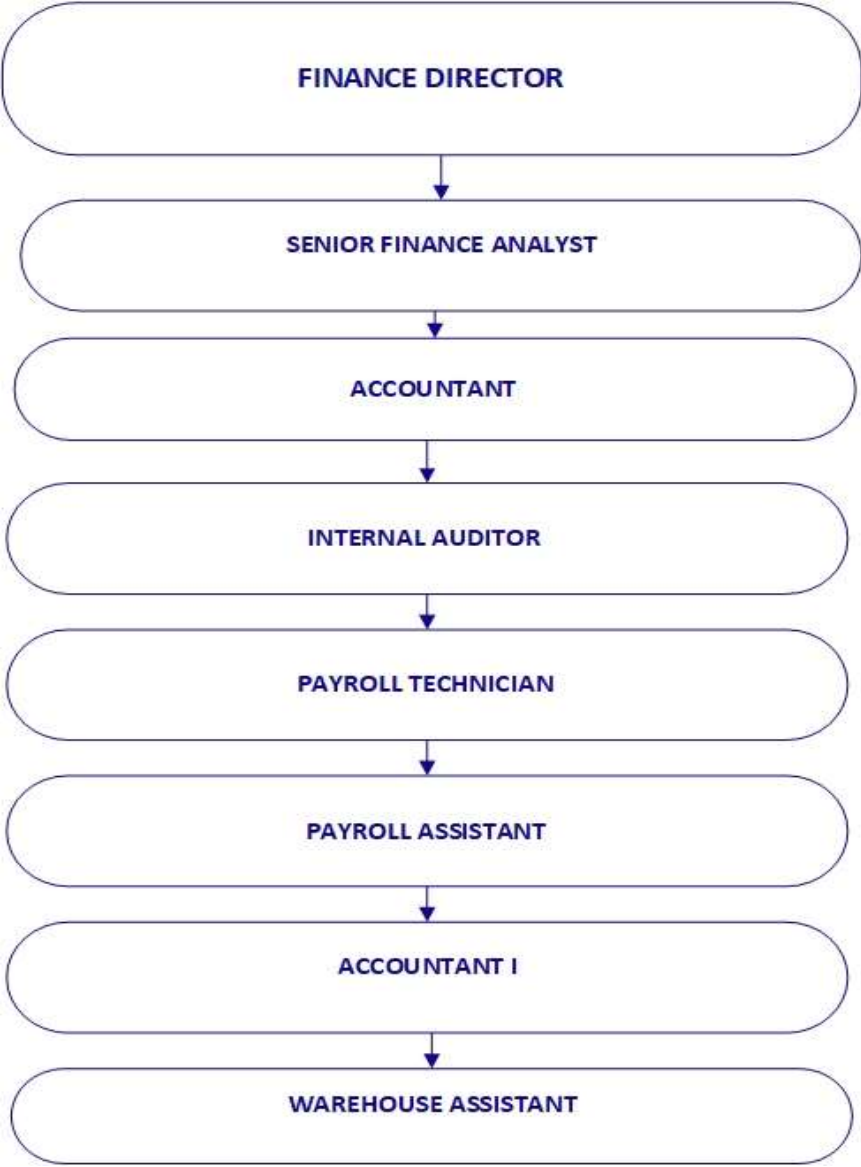 FINANCE DIRECTOR
SENIOR FINANCE ANALYST
ACCOUNTANT
INTERNAL AUDITOR
PAYROLL TECHNICIAN
PAYROLL ASSISTANT
ACCOUNTANT I
WAREHOUSE ASSISTANT